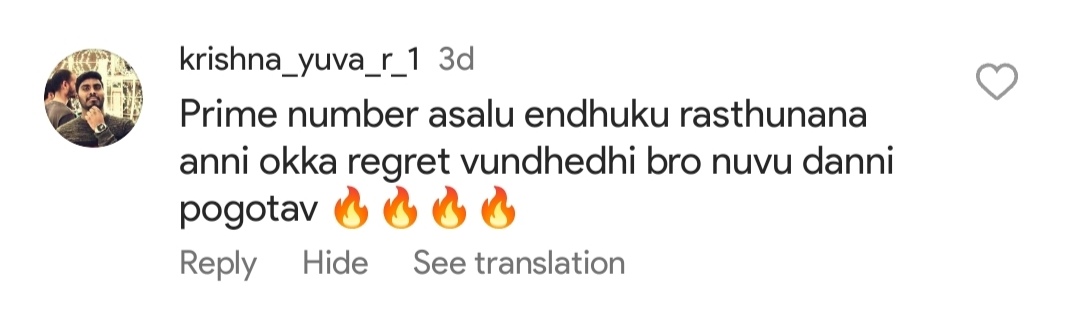 krishna_yuva_r_1 3d
Prime number asalu endhuku rasthunana
anni okka regret vundhedhi bro nuvu danni
pogotav 🔥🔥🔥🔥
Reply Hide See translation